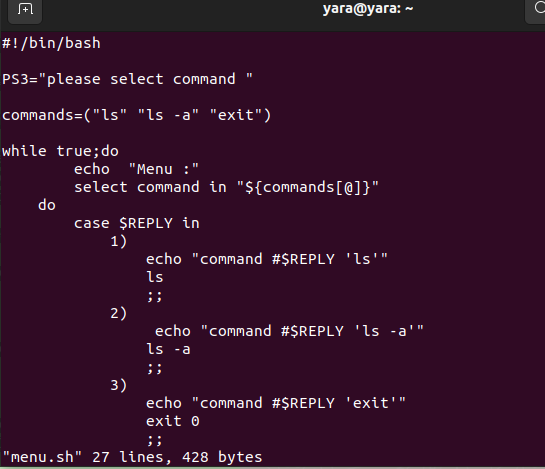 yara@yara: ~
#!/bin/bash
PS3="please select command "
commands=("ls" "ls -a" "exit")
while true;do
        echo  "Menu :"
        select command in "${commands[@]}"
    do
        case $REPLY in
            1)
                echo "command #$REPLY 'ls'"
                ls
                ;;
            2)
                 echo "command #$REPLY 'ls -a'"
                ls -a
                ;;
            3)
                echo "command #$REPLY 'exit'"
                exit 0
                ;;
"menu.sh" 27 lines, 428 bytes